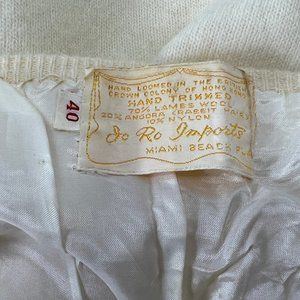 HAND LOOMED IN THE BRITISH
CROWN COLONY OF HONG KONG
HAND TRIMMED
70% LAMBS WOOL
20% ANGORA (RABBIT HAIR)
10% NYLON
Jo Ro Imports
MIAMI BEACH FLA
40